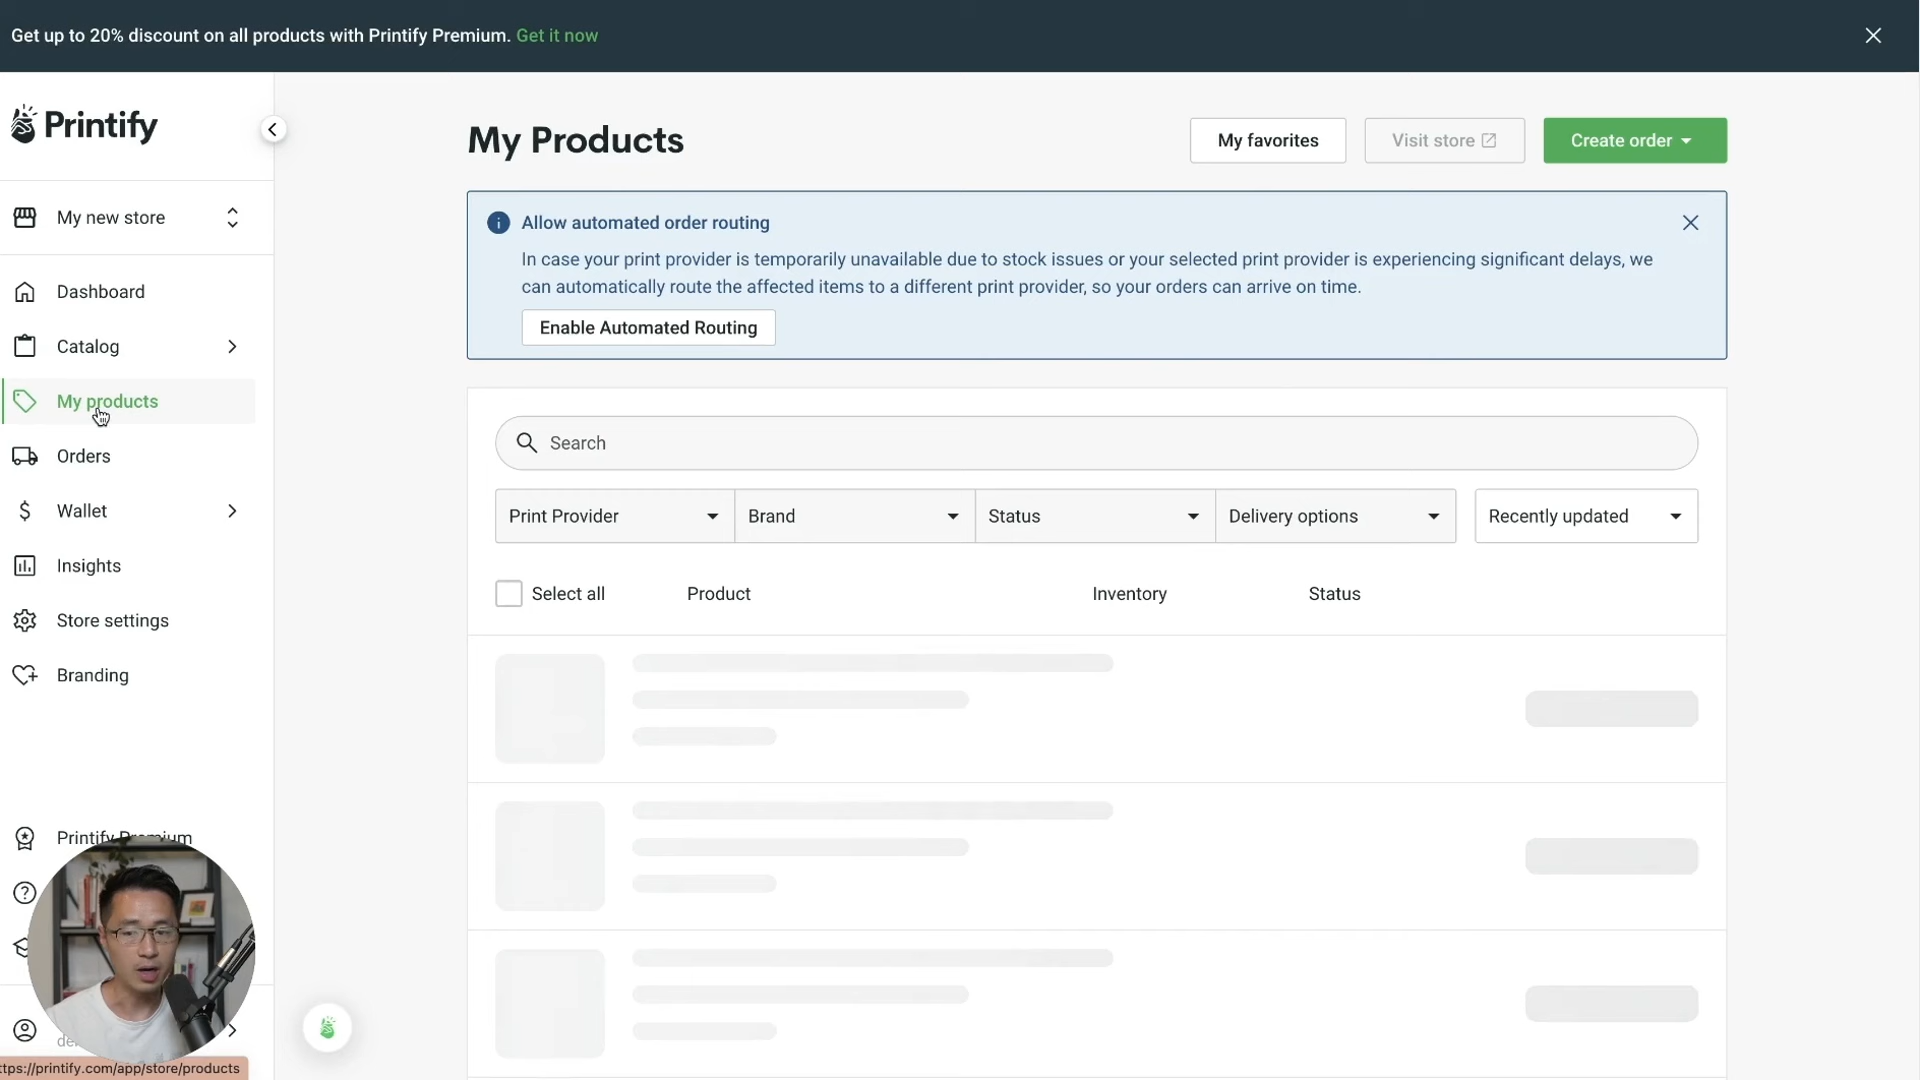 Get up to 20% discount on all products with Printify Premium. Get it now
Printify
My new store
Dashboard
Catalog
My products
Orders
Wallet
Insights
Store settings
Branding
Printify Premium
ttps://printify.com/app/store/products
My Products
My favorites
Visit store
Create order
Allow automated order routing
In case your print provider is temporarily unavailable due to stock issues or your selected print provider is experiencing significant delays, we
can automatically route the affected items to a different print provider, so your orders can arrive on time.
Enable Automated Routing
Search
Print Provider
Brand
Status
Delivery options
Recently updated
Select all
Product
Inventory
Status